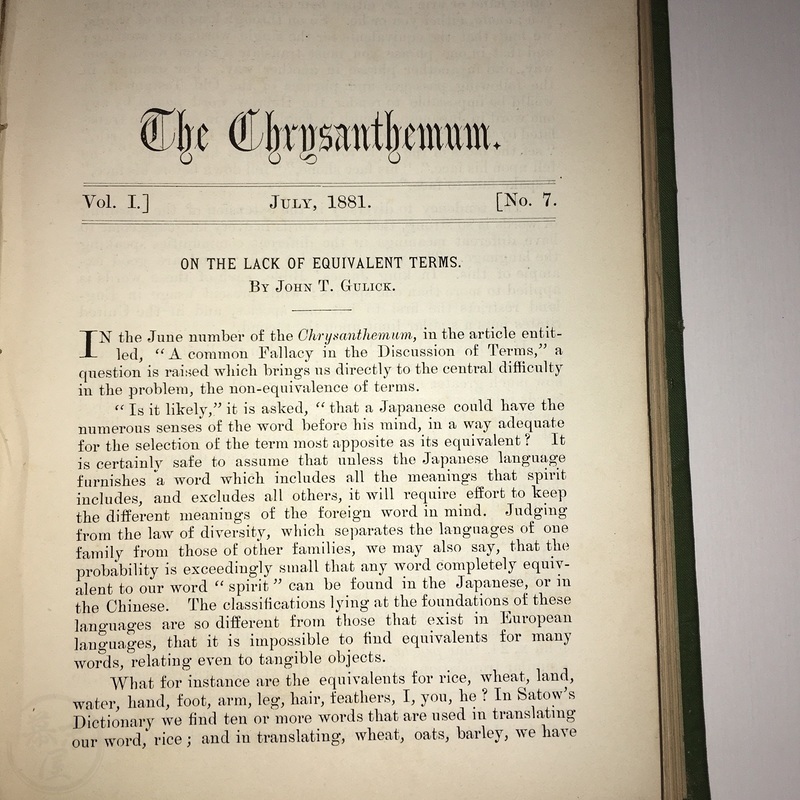 The Chrysanthemum.
Vol. I.] July, 1881. [No. 7.
ON THE LACK OF EQUIVALENT TERMS.
By John T. Gulick.
IN the June number of the Chrysanthemum, in the article entit-
led, “A common Fallacy in the Discussion of Terms,” a
question is raised which brings us directly to the central difficulty
in the problem, the non-equivalence of terms.
“Is it likely,” it is asked, “that a Japanese could have the
numerous senses of the word before his mind, in a way adequate
for the selection of the term most apposite as its equivalent? It
is certainly safe to assume that unless the Japanese language
furnishes a word which includes all the meanings that spirit
includes, and excludes all others, it will require effort to keep
the different meanings of the foreign word in mind. Judging
from the law of diversity, which separates the languages of one
family from those of other families, we may also say, that the
probability is exceedingly small that any word completely equiv-
alent to our word “spirit” can be found in the Japanese, or in
the Chinese. The classifications lying at the foundations of these
languages are so different from those that exist in European
languages, that it is impossible to find equivalents for many
words, relating even to tangible objects.
What for instance are the equivalents for rice, wheat, land,
water, hand, foot, arm, leg, hair, feathers, I, you, he? In Satow's
Dictionary we find ten or more words that are used in translating
our word, rice; and in translating, wheat, oats, barley, we have